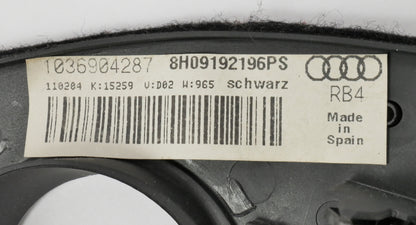 1036904287 8H09192196PS
110204 K:15259 V:D02 W:965 schwarz
RB4
Made
in
Spain